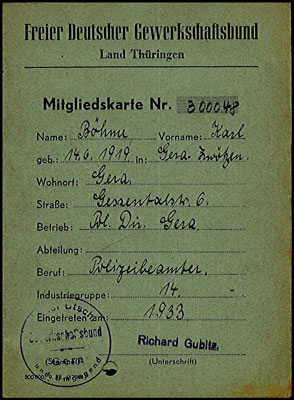 Freier Deutscher Gewerkschaftsbund
Land Thüringen
Mitgliedskarte Nr. 300048
Name: Böhme Vorname: Karl
geb.: 14.6.1919 in: Gera-Zwötzen.
Wohnort: Gera.
Straße: Gessentalstr. 6.
Betrieb: Pol. Dir. Gera.
Abteilung:
Beruf: Polizeibeamter.
Industriegruppe: 14. -.
Eingetreten am: 1933
Richard Gubitz.
(Unterschrift)